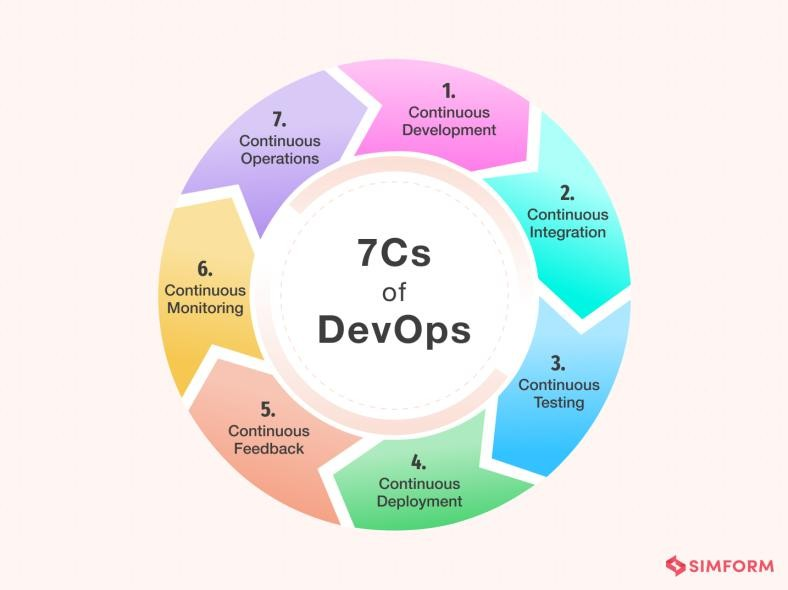 7Cs
of
DevOps
1.
Continuous
Development
2.
Continuous
Integration
3.
Continuous
Testing
4.
Continuous
Deployment
5.
Continuous
Feedback
6.
Continuous
Monitoring
7.
Continuous
Operations
SIMFORM